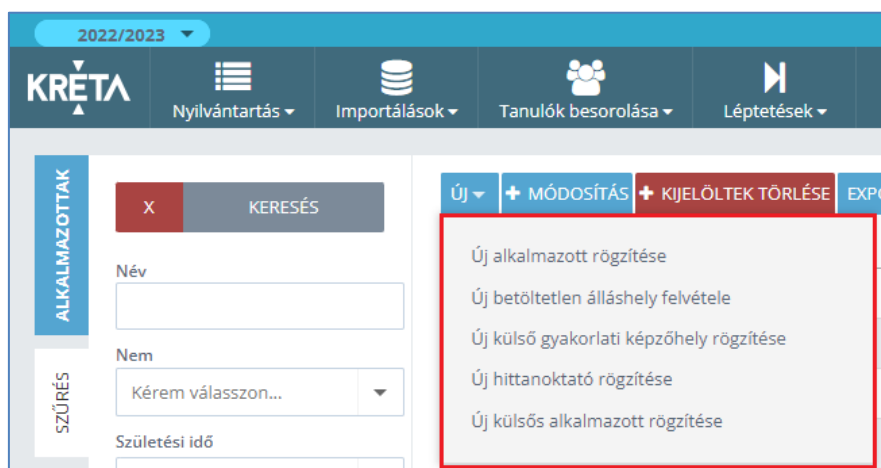 2022/2023
KRÉTA
Nyilvántartás
Importálások
Tanulók besorolása
Léptetések
ALKALMAZOTTAK
SZŰRÉS
X KERESÉS
Név
Nem
Kérem válasszon...
Születési idő
ÚJ + MÓDOSÍTÁS + KIJELÖLTEK TÖRLÉSE
Új alkalmazott rögzítése
Új betöltetlen álláshely felvétele
Új külső gyakorlati képzőhely rögzítése
Új hittanoktató rögzítése
Új külsős alkalmazott rögzítése